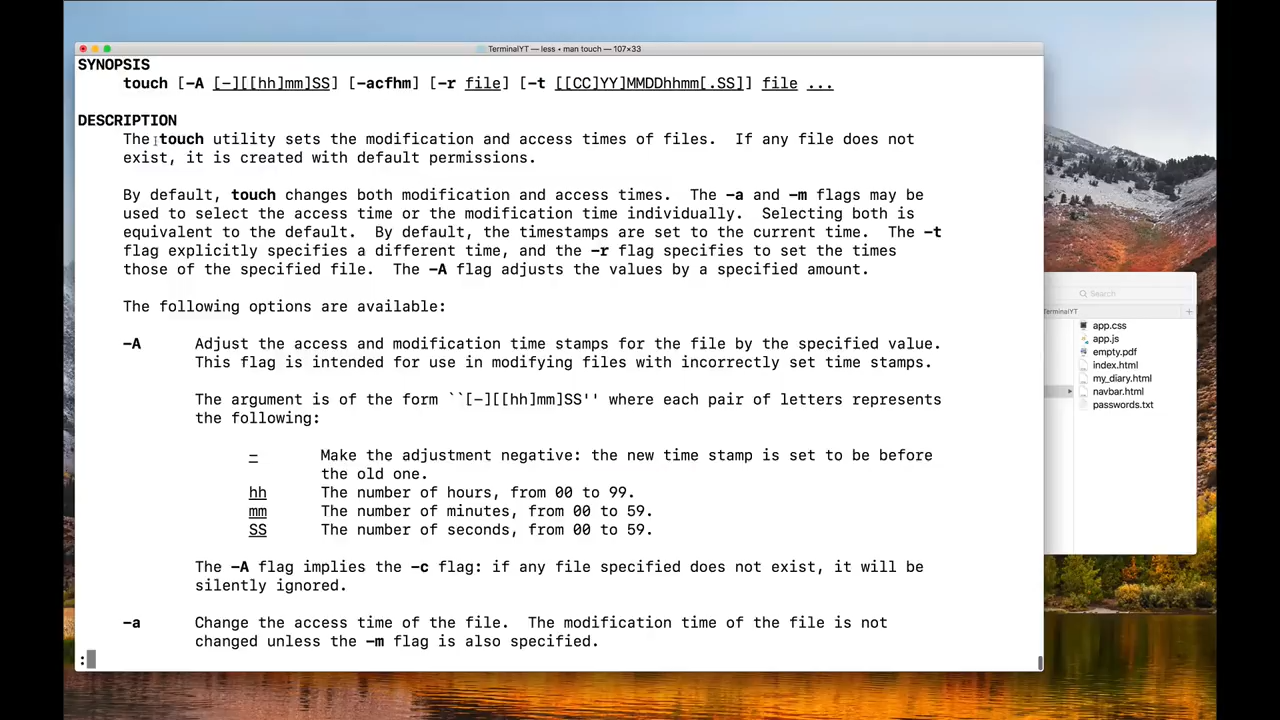 TerminalYT — less • man touch — 107×33
SYNOPSIS
touch [-A [-][[hh]mm]SS] [-acfhm] [-r file] [-t [[CC]YY]MMDDhhmm[.SS]] file ...
DESCRIPTION
The touch utility sets the modification and access times of files.  If any file does not
exist, it is created with default permissions.
By default, touch changes both modification and access times.  The -a and -m flags may be
used to select the access time or the modification time individually.  Selecting both is
equivalent to the default.  By default, the timestamps are set to the current time.  The -t
flag explicitly specifies a different time, and the -r flag specifies to set the times
those of the specified file.  The -A flag adjusts the values by a specified amount.
The following options are available:
-A      Adjust the access and modification time stamps for the file by the specified value.
This flag is intended for use in modifying files with incorrectly set time stamps.
The argument is of the form ``[-][[hh]mm]SS'' where each pair of letters represents
the following:
-       Make the adjustment negative: the new time stamp is set to be before
the old one.
hh      The number of hours, from 00 to 99.
mm      The number of minutes, from 00 to 59.
SS      The number of seconds, from 00 to 59.
The -A flag implies the -c flag: if any file specified does not exist, it will be
silently ignored.
-a      Change the access time of the file.  The modification time of the file is not
changed unless the -m flag is also specified.
:
Search
TerminalYT
app.css
app.js
empty.pdf
index.html
my_diary.html
navbar.html
passwords.txt